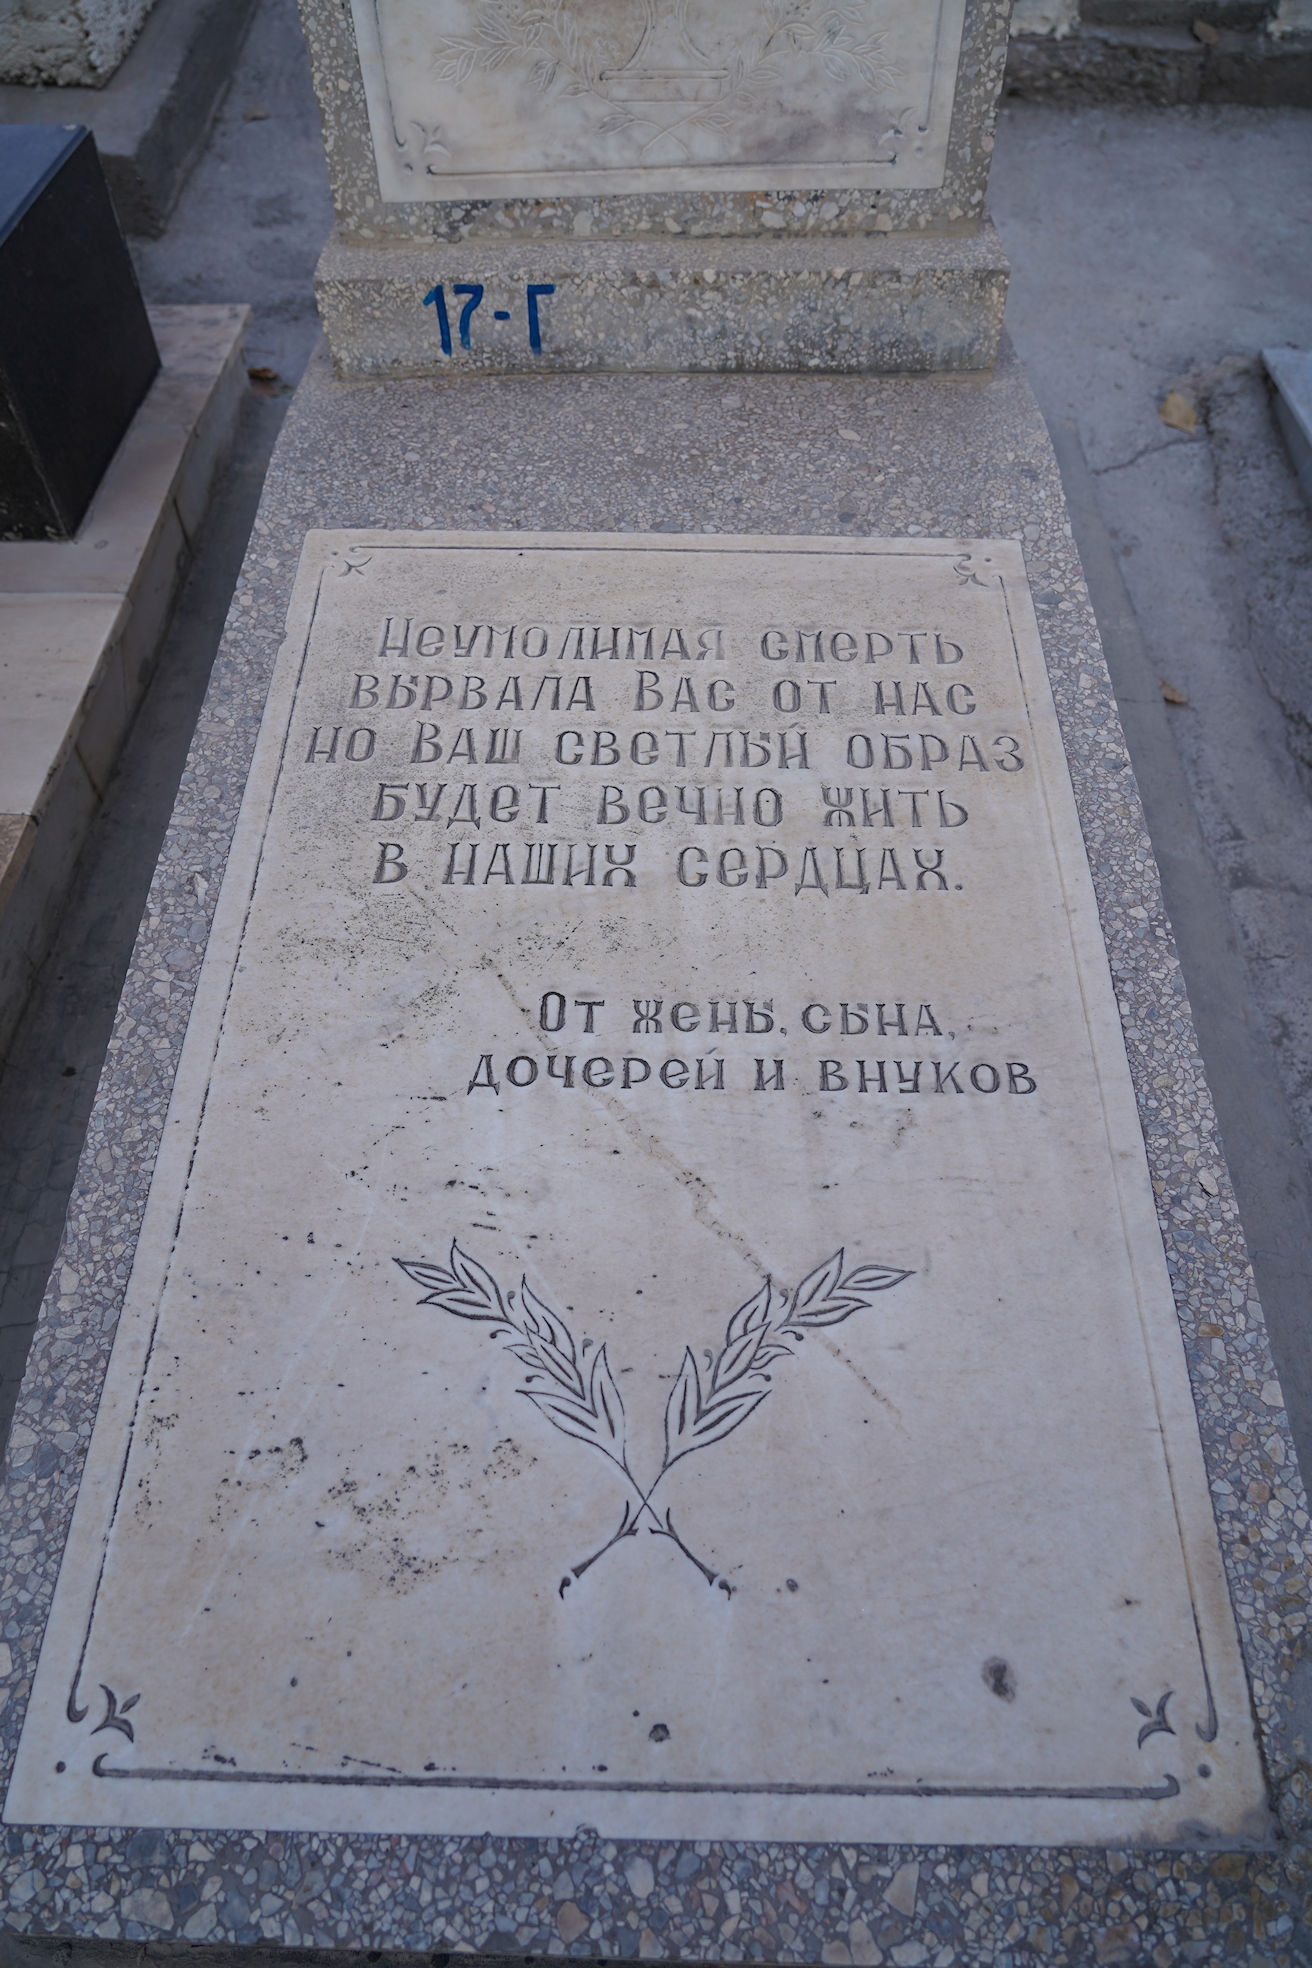 17-Г
Неумолимая смерть
вырвала Вас от нас
но Ваш светлый образ
будет вечно жить
в наших сердцах.
От жены, сына,
дочерей и внуков